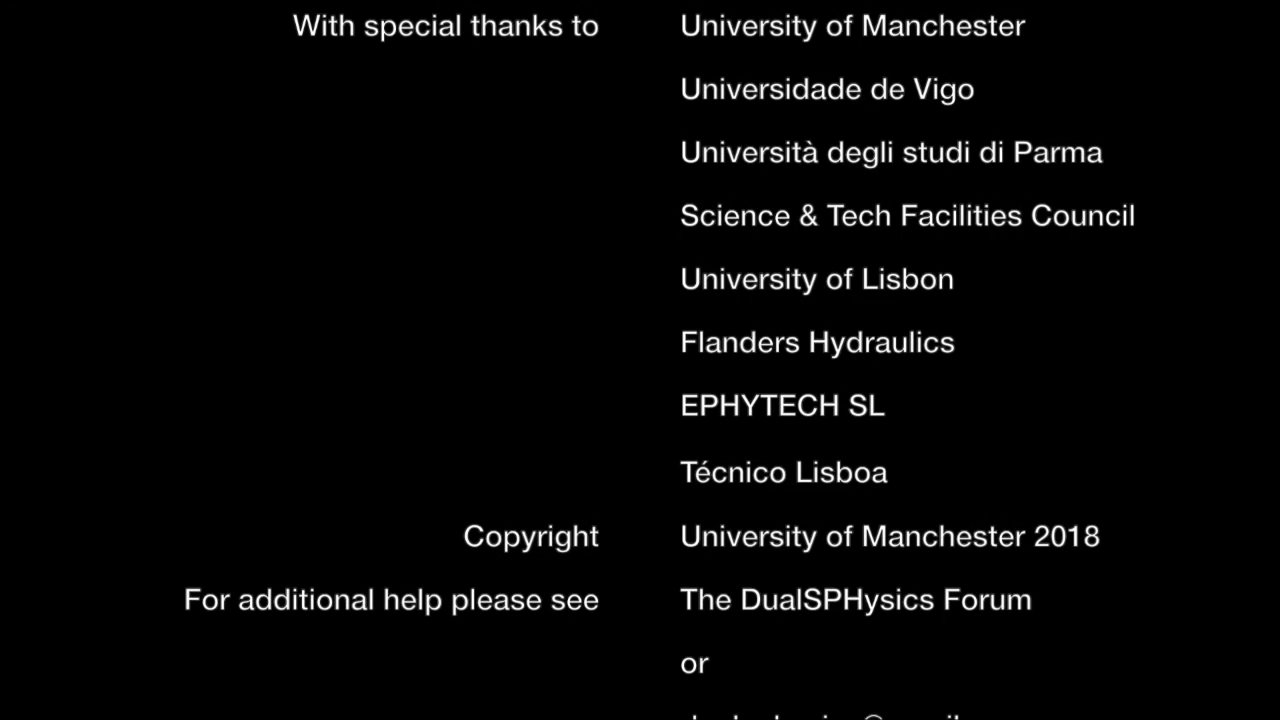 With special thanks to University of Manchester
Universidade de Vigo
Università degli studi di Parma
Science & Tech Facilities Council
University of Lisbon
Flanders Hydraulics
EPHYTECH SL
Técnico Lisboa
Copyright University of Manchester 2018
For additional help please see The DualSPHysics Forum
or